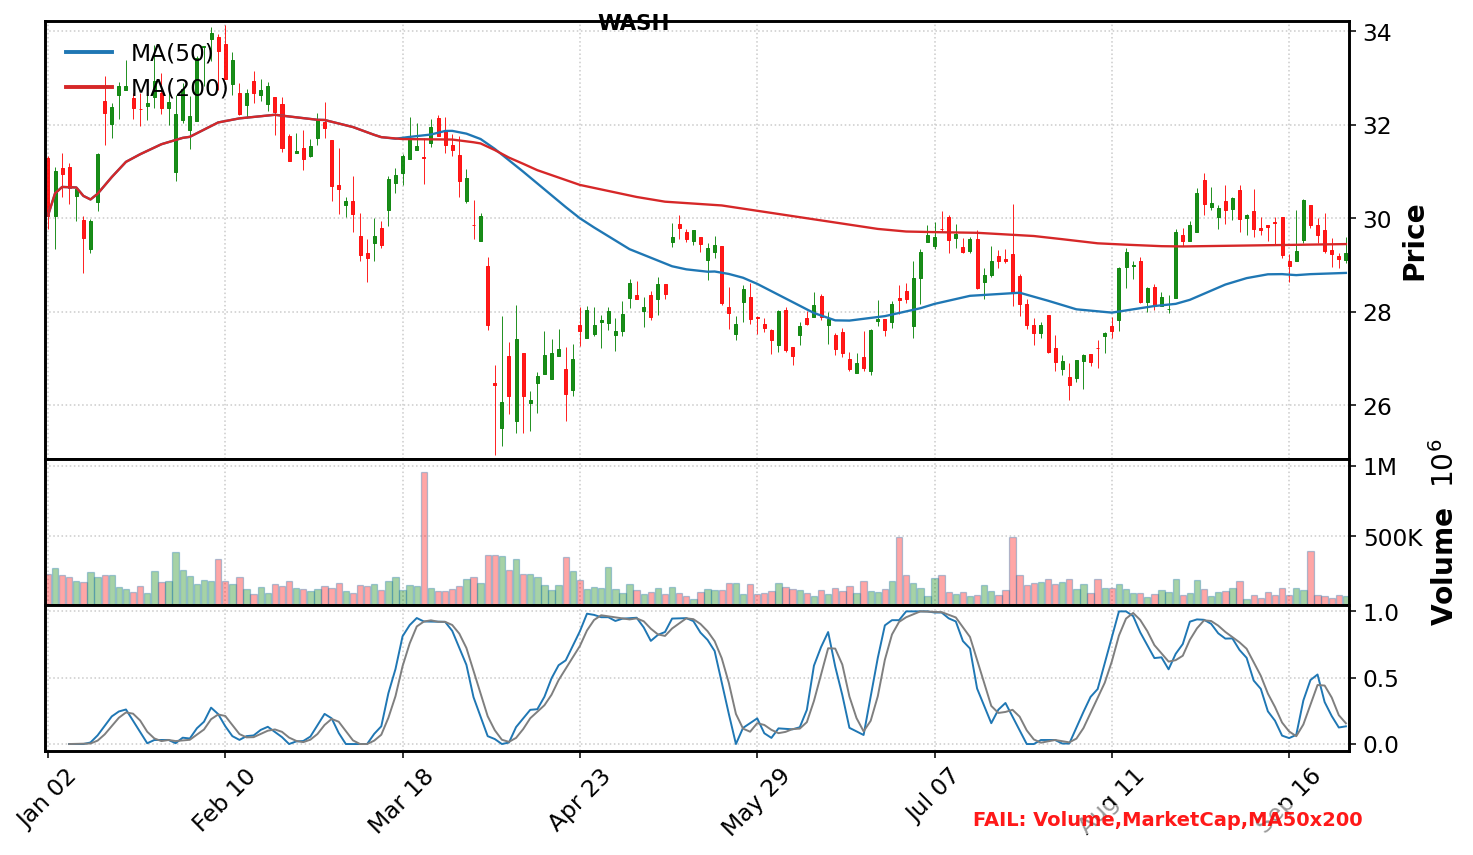 WASH
MA(50)
MA(200)
34
32
30
28
26
Price
1M
500K
Volume 10⁶
1.0
0.5
0.0
Jan 02
Feb 10
Mar 18
Apr 23
May 29
Jul 07
Aug 11
Sep 16
FAIL: Volume,MarketCap,MA50x200